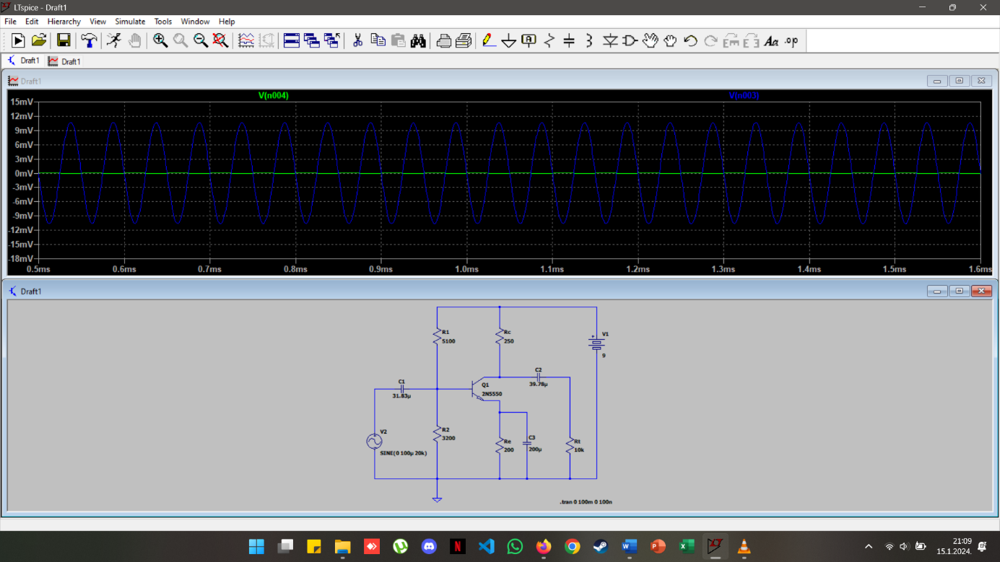 LTspice - Draft1
File Edit Hierarchy View Simulate Tools Window Help
Draft1 Draft1
Draft1
V(n004) V(n003)
15mV
12mV
9mV
6mV
3mV
0mV
-3mV
-6mV
-9mV
-12mV
-15mV
-18mV
0.5ms 0.6ms 0.7ms 0.8ms 0.9ms 1.0ms 1.1ms 1.2ms 1.3ms 1.4ms 1.5ms 1.6ms
Draft1
R1
5100
Rc
250
V1
9
C1
31.83µ
Q1
2N5550
C2
39.78µ
V2
SINE(0 100µ 20k)
R2
3200
Re
200
C3
200µ
Rt
10k
.tran 0 100m 0 100n
21:09
15.1.2024.